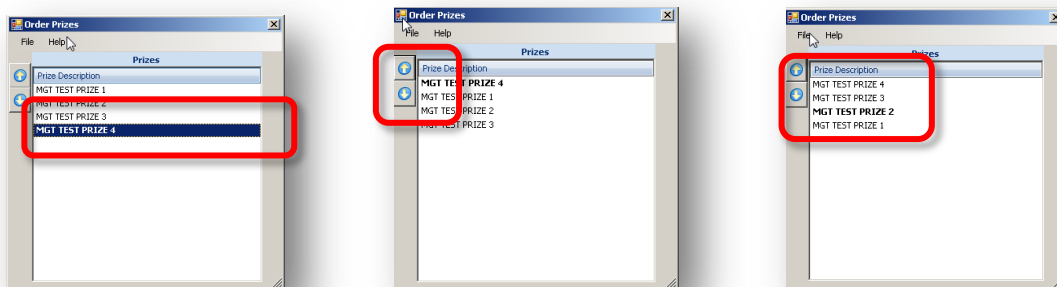 Order Prizes
File Help
Prizes
Prize Description
MGT TEST PRIZE 1
MGT TEST PRIZE 2
MGT TEST PRIZE 3
MGT TEST PRIZE 4
Order Prizes
File Help
Prizes
Prize Description
MGT TEST PRIZE 4
MGT TEST PRIZE 1
MGT TEST PRIZE 2
MGT TEST PRIZE 3
Order Prizes
File Help
Prizes
Prize Description
MGT TEST PRIZE 4
MGT TEST PRIZE 3
MGT TEST PRIZE 2
MGT TEST PRIZE 1